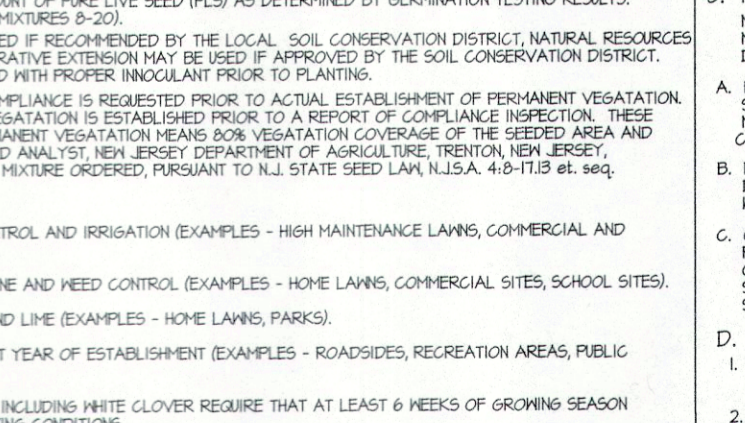 OUNT OF PURE LIVE SEED (PLS) AS DETERMINED BY GERMINATION TESTING RESULTS.
MIXTURES 8-20).
ED IF RECOMMENDED BY THE LOCAL SOIL CONSERVATION DISTRICT, NATURAL RESOURCES
RATIVE EXTENSION MAY BE USED IF APPROVED BY THE SOIL CONSERVATION DISTRICT.
D WITH PROPER INNOCULANT PRIOR TO PLANTING.
MPLIANCE IS REQUESTED PRIOR TO ACTUAL ESTABLISHMENT OF PERMANENT VEGATATION.
EGATATION IS ESTABLISHED PRIOR TO A REPORT OF COMPLIANCE INSPECTION. THESE
MANENT VEGATATION MEANS 80% VEGATATION COVERAGE OF THE SEEDED AREA AND
D ANALYST, NEW JERSEY DEPARTMENT OF AGRICULTURE, TRENTON, NEW JERSEY,
MIXTURE ORDERED, PURSUANT TO N.J. STATE SEED LAW, N.J.S.A. 4:8-17.13 et. seq.
TROL AND IRRIGATION (EXAMPLES - HIGH MAINTENANCE LAWNS, COMMERCIAL AND
NE AND WEED CONTROL (EXAMPLES - HOME LAWNS, COMMERCIAL SITES, SCHOOL SITES).
ND LIME (EXAMPLES - HOME LAWNS, PARKS).
T YEAR OF ESTABLISHMENT (EXAMPLES - ROADSIDES, RECREATION AREAS, PUBLIC
INCLUDING WHITE CLOVER REQUIRE THAT AT LEAST 6 WEEKS OF GROWING SEASON
A.
B.
C.
D.
1.
2.